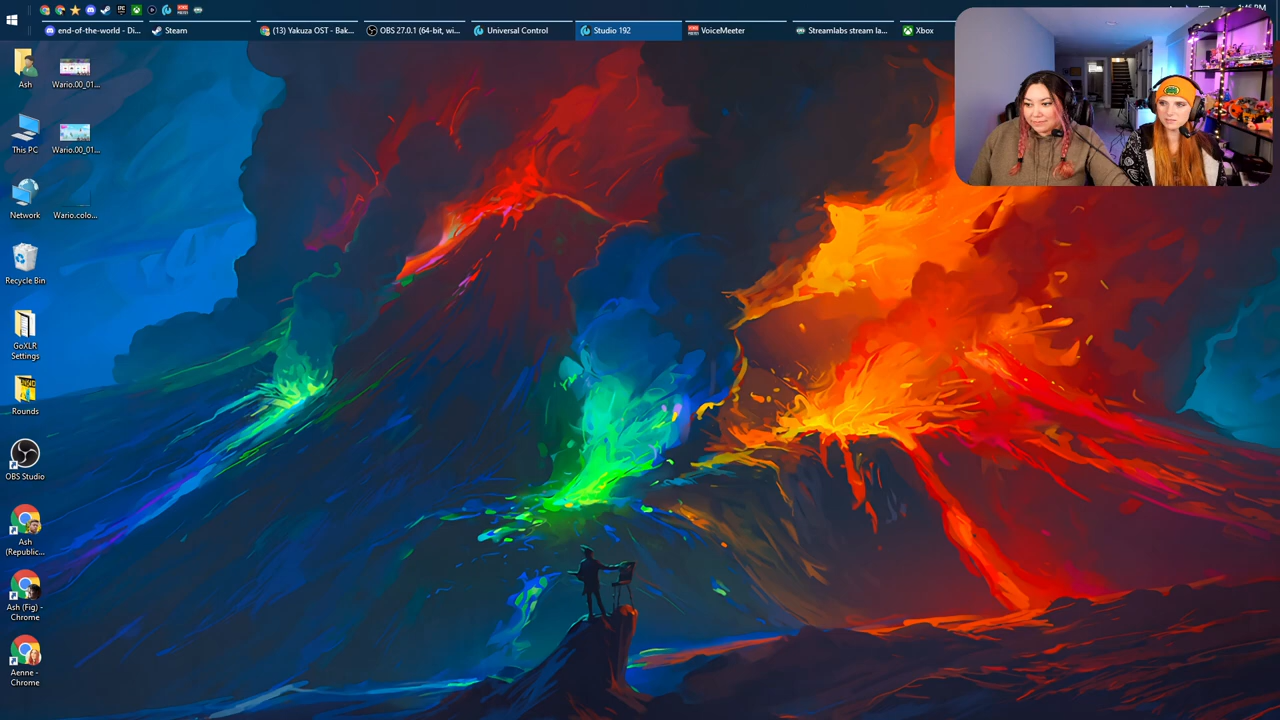 end-of-the-world - Di...
Steam
(13) Yakuza OST - Bak...
OBS 27.0.1 (64-bit, wi...
Universal Control
Studio 192
VoiceMeeter
Streamlabs stream la...
Xbox
Ash
Wario.00_01...
This PC
Wario.00_01...
Network
Wario.colo...
Recycle Bin
GoXLR
Settings
Rounds
OBS Studio
Ash
(Republic...
Ash (Fig) -
Chrome
Aenne -
Chrome